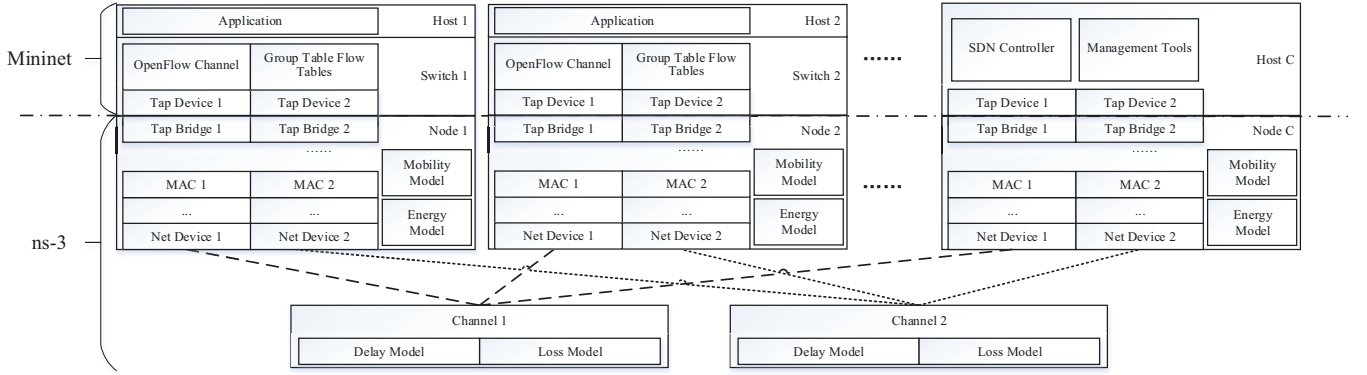 Mininet
ns-3
Application
Host 1
OpenFlow Channel
Group Table Flow
Tables
Switch 1
Tap Device 1
Tap Device 2
Tap Bridge 1
Tap Bridge 2
Node 1
......
MAC 1
MAC 2
Mobility
Model
...
...
Net Device 1
Net Device 2
Energy
Model
Application
Host 2
OpenFlow Channel
Group Table Flow
Tables
Switch 2
Tap Device 1
Tap Device 2
Tap Bridge 1
Tap Bridge 2
Node 2
......
MAC 1
MAC 2
Mobility
Model
...
...
Net Device 1
Net Device 2
Energy
Model
......
......
SDN Controller
Management Tools
Host C
Tap Device 1
Tap Device 2
Tap Bridge 1
Tap Bridge 2
Node C
......
MAC 1
MAC 2
Mobility
Model
...
...
Net Device 1
Net Device 2
Energy
Model
Channel 1
Delay Model
Loss Model
Channel 2
Delay Model
Loss Model